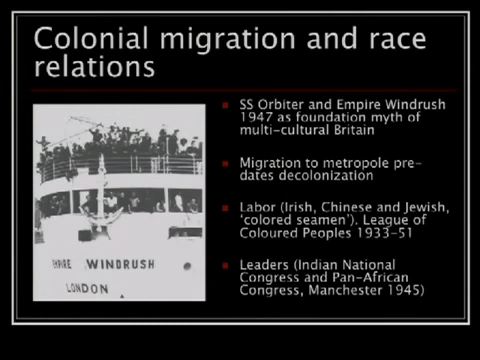 Colonial migration and race
relations
SS Orbiter and Empire Windrush
1947 as foundation myth of
multi-cultural Britain
Migration to metropole pre-
dates decolonization
Labor (Irish, Chinese and Jewish,
‘colored seamen’). League of
Coloured Peoples 1933-51
Leaders (Indian National
Congress and Pan-African
Congress, Manchester 1945)
EMPIRE WINDRUSH
LONDON